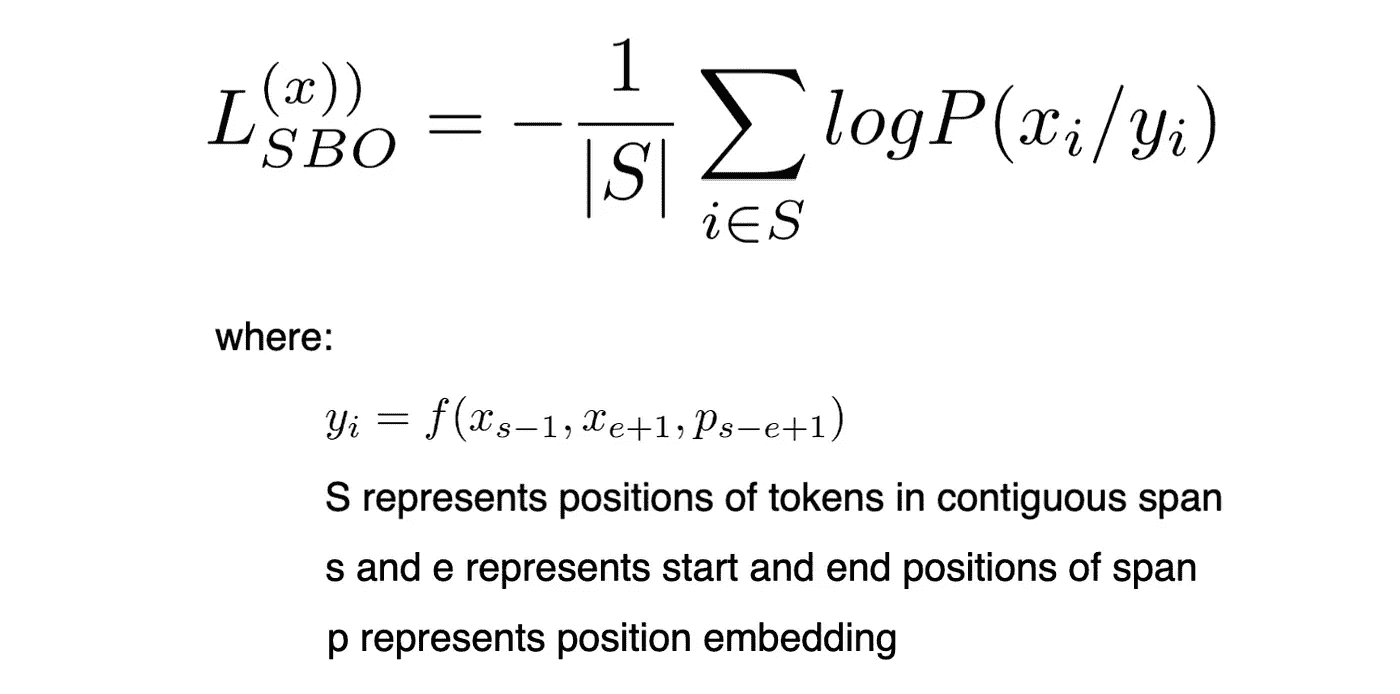 L_{SBO}^{(x))} = -\frac{1}{|S|} \sum_{i \in S} logP(x_i/y_i)
where:
y_i = f(x_{s-1}, x_{e+1}, p_{s-e+1})
S represents positions of tokens in contiguous span
s and e represents start and end positions of span
p represents position embedding